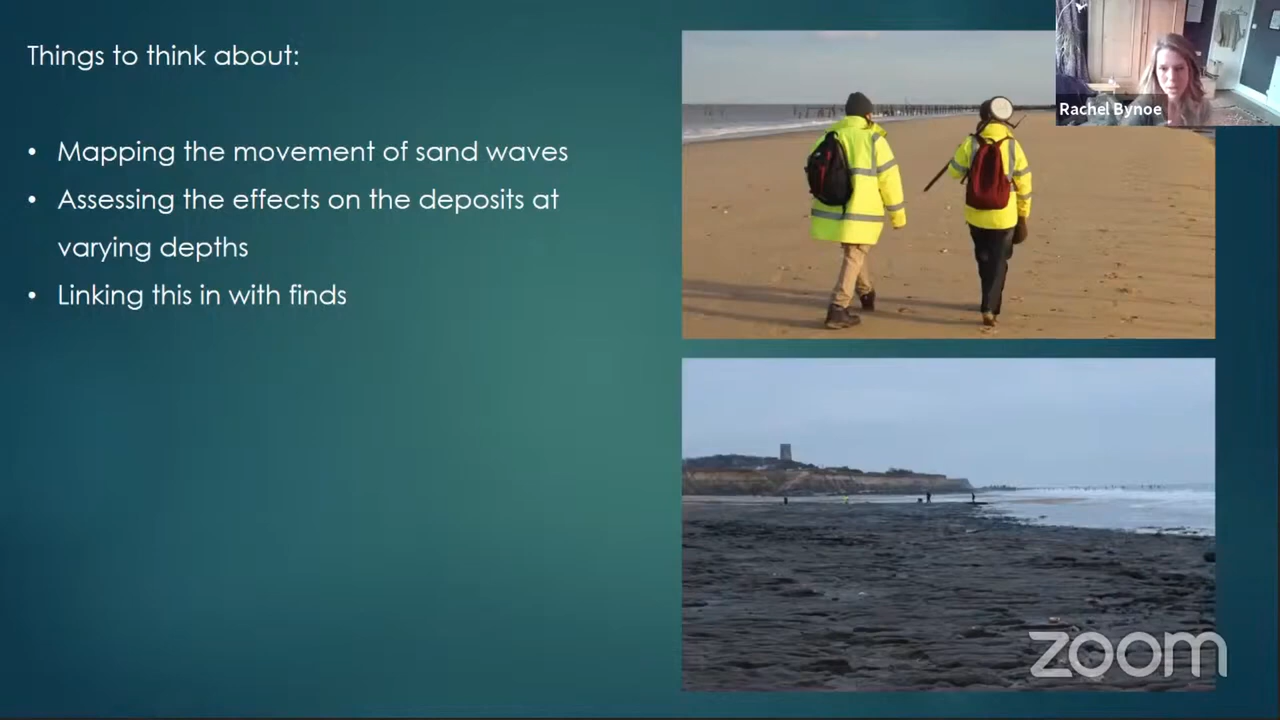 Things to think about:
• Mapping the movement of sand waves
• Assessing the effects on the deposits at
varying depths
• Linking this in with finds
Rachel Bynoe
zoom